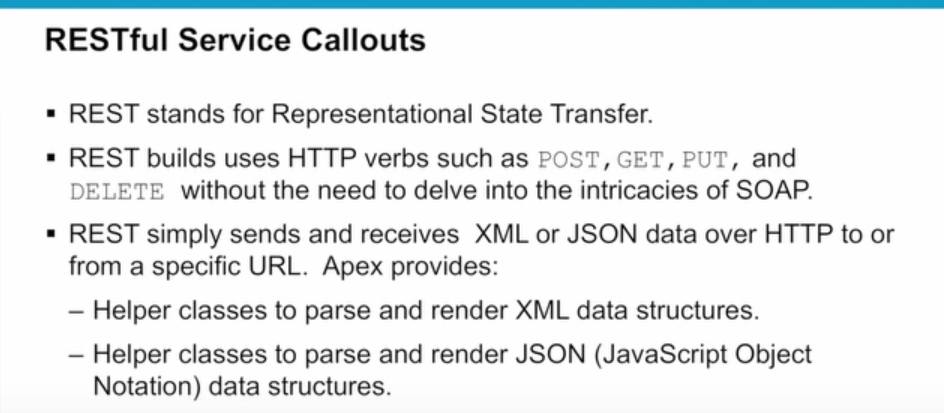 RESTful Service Callouts
▪ REST stands for Representational State Transfer.
▪ REST builds uses HTTP verbs such as POST, GET, PUT, and
DELETE without the need to delve into the intricacies of SOAP.
▪ REST simply sends and receives XML or JSON data over HTTP to or
from a specific URL. Apex provides:
– Helper classes to parse and render XML data structures.
– Helper classes to parse and render JSON (JavaScript Object
Notation) data structures.